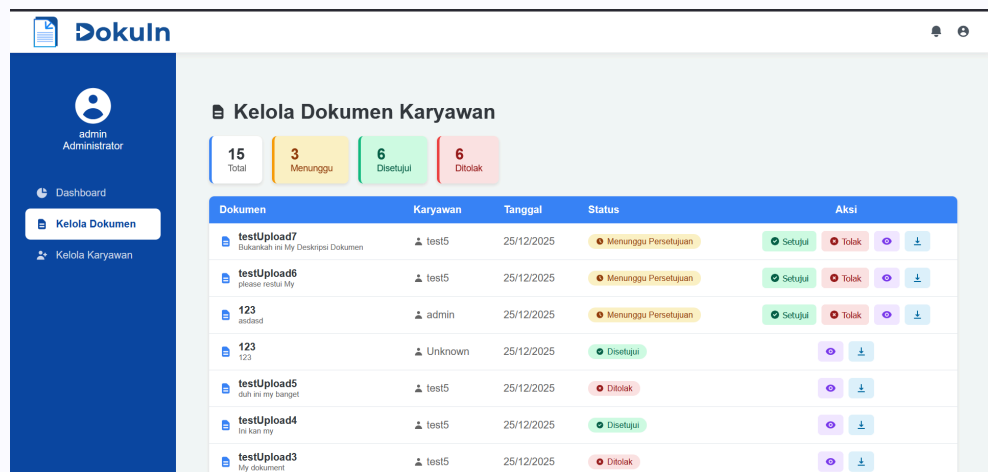 DokuIn
admin
Administrator
Dashboard
Kelola Dokumen
Kelola Karyawan
Kelola Dokumen Karyawan
15
Total
3
Menunggu
6
Disetujui
6
Ditolak
Dokumen Karyawan Tanggal Status Aksi
testUpload7
Bukankah ini My Deskripsi Dokumen
test5 25/12/2025 Menunggu Persetujuan Setujui Tolak
testUpload6
please restui My
test5 25/12/2025 Menunggu Persetujuan Setujui Tolak
123
asdasd
admin 25/12/2025 Menunggu Persetujuan Setujui Tolak
123
123
Unknown 25/12/2025 Disetujui
testUpload5
duh ini my banget
test5 25/12/2025 Ditolak
testUpload4
Ini kan my
test5 25/12/2025 Disetujui
testUpload3
My dokument
test5 25/12/2025 Ditolak